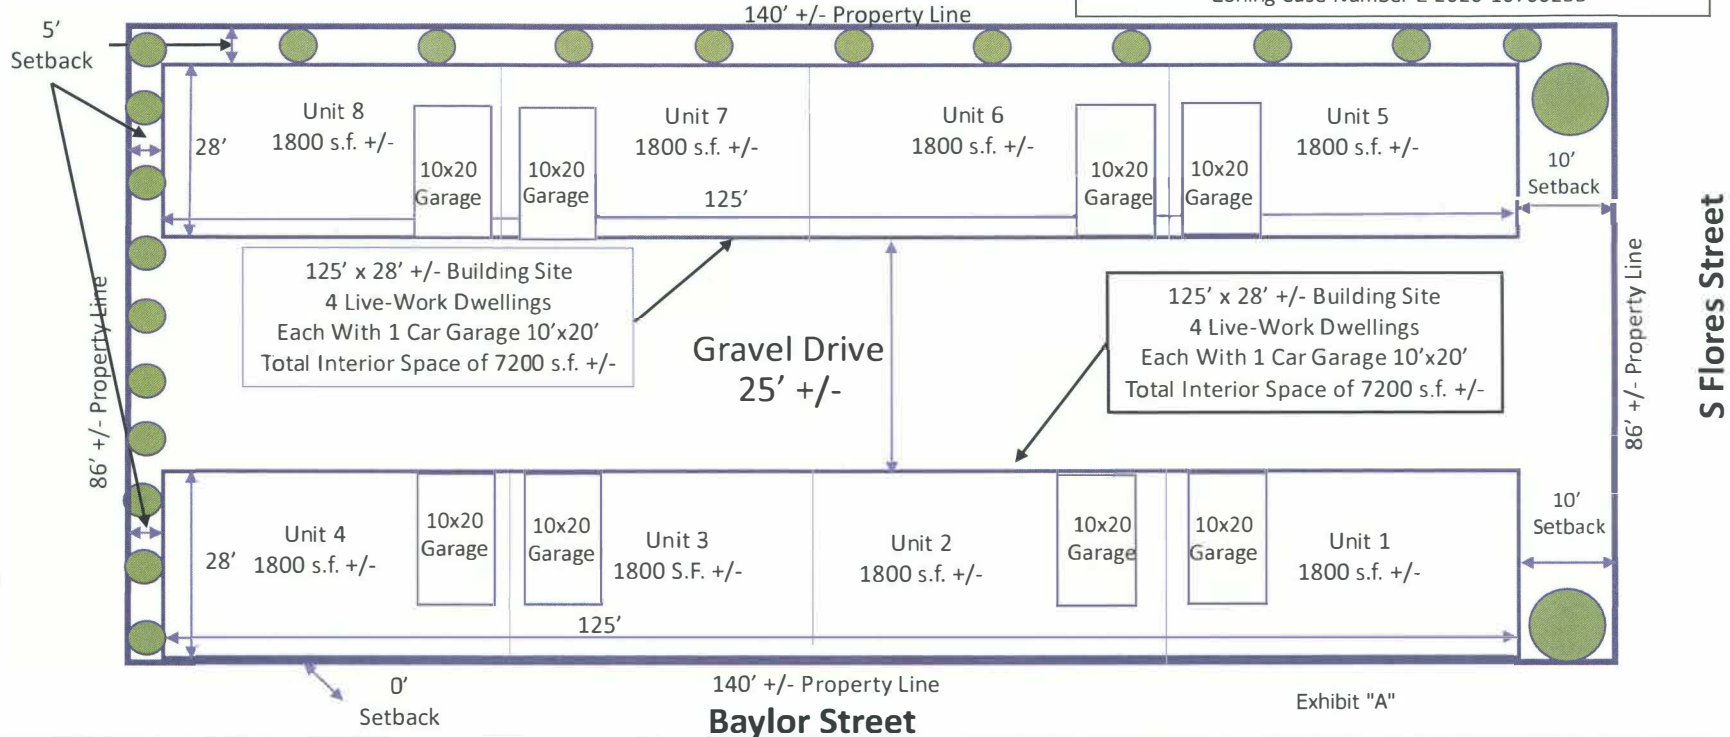 140' +/- Property Line
5'
Setback
Unit 8
1800 s.f. +/-
Unit 7
1800 s.f. +/-
Unit 6
1800 s.f. +/-
Unit 5
1800 s.f. +/-
28'
10x20
Garage
10x20
Garage
10x20
Garage
10x20
Garage
10'
Setback
125'
125' x 28' +/- Building Site
4 Live-Work Dwellings
Each With 1 Car Garage 10'x20'
Total Interior Space of 7200 s.f. +/-
125' x 28' +/- Building Site
4 Live-Work Dwellings
Each With 1 Car Garage 10'x20'
Total Interior Space of 7200 s.f. +/-
Gravel Drive
25' +/-
86' +/- Property Line
86' +/- Property Line
S Flores Street
28'
Unit 4
1800 s.f. +/-
10x20
Garage
10x20
Garage
Unit 3
1800 S.F. +/-
Unit 2
1800 s.f. +/-
10x20
Garage
10x20
Garage
Unit 1
1800 s.f. +/-
10'
Setback
125'
0'
Setback
140' +/- Property Line
Baylor Street
Exhibit "A"